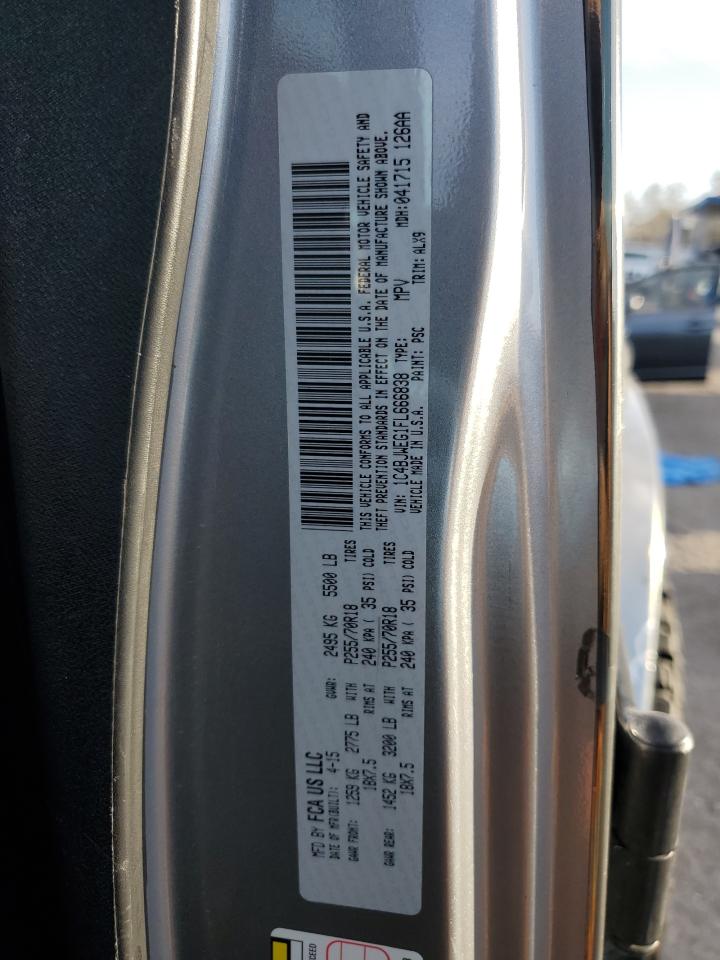 MFD BY FCA US LLC
DATE OF MFR(BUILT): 4-15 GVWR: 2495 KG 5500 LB
GAWR FRONT: 1259 KG 2775 LB WITH P255/70R18 TIRES
18X7.5 RIMS AT 240 KPA ( 35 PSI) COLD
GAWR REAR: 1452 KG 3200 LB WITH P255/70R18 TIRES
18X7.5 RIMS AT 240 KPA ( 35 PSI) COLD
THIS VEHICLE CONFORMS TO ALL APPLICABLE U.S.A. FEDERAL MOTOR VEHICLE SAFETY AND
THEFT PREVENTION STANDARDS IN EFFECT ON THE DATE OF MANUFACTURE SHOWN ABOVE.
VIN: 1C4BJWEG1FL666838 TYPE: MPV MDH:041715 126AA
VEHICLE MADE IN U.S.A. PAINT: PSC TRIM: ALX9